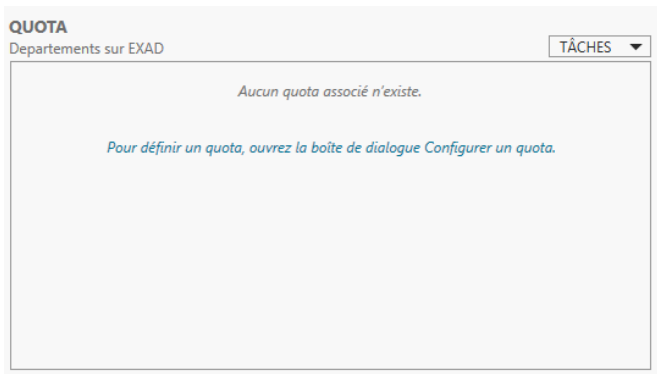 QUOTA
Departements sur EXAD
TÂCHES
Aucun quota associé n'existe.
Pour définir un quota, ouvrez la boîte de dialogue Configurer un quota.